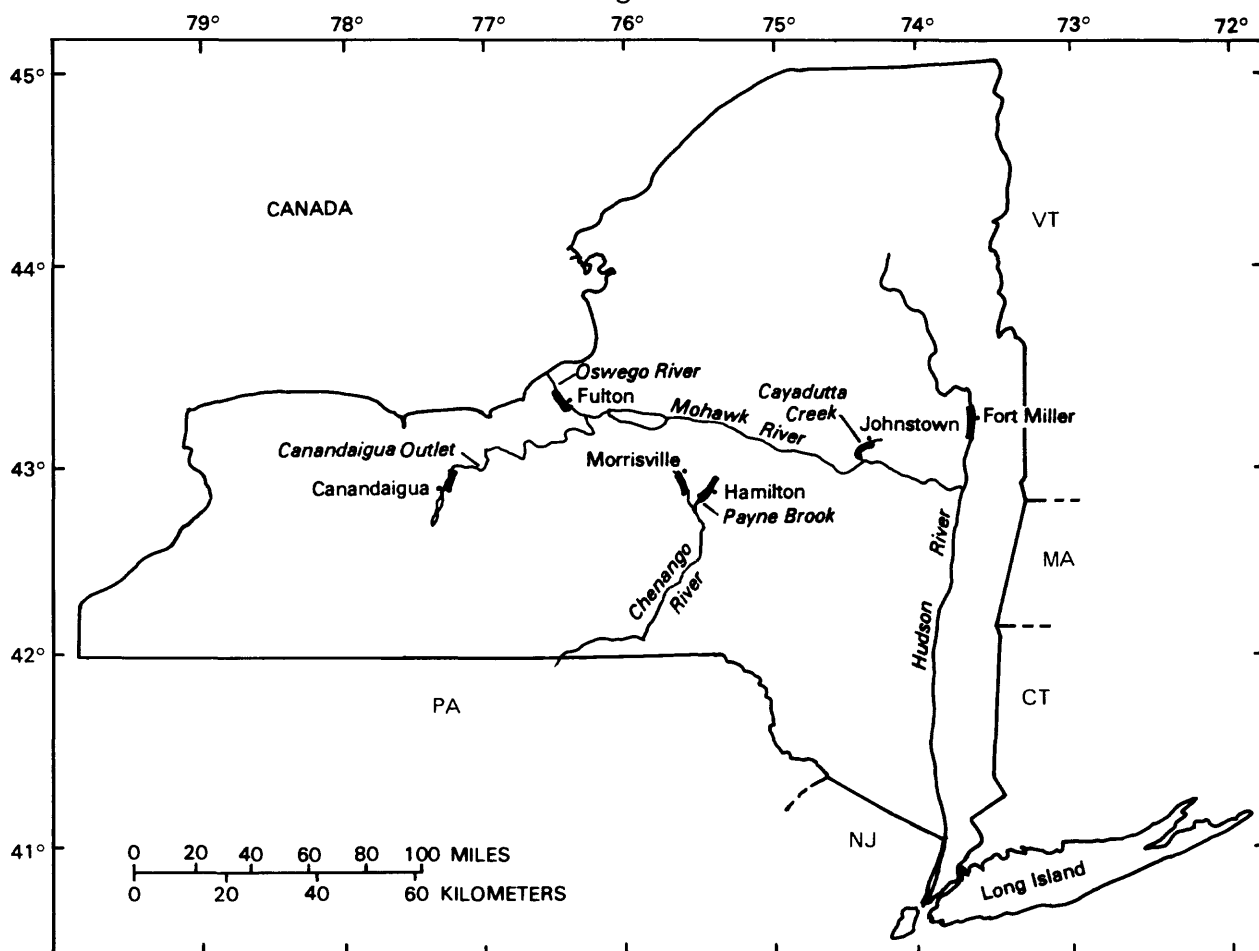 79° 78° 77° 76° 75° 74° 73° 72°
45°
CANADA
VT
44°
Oswego River
Fulton
Cayadutta
Creek
Mohawk
River
Johnstown
Fort Miller
Canandaigua Outlet
43°
Morrisville
Canandaigua
Hamilton
Payne Brook
River
MA
Chenango
River
Hudson
42°
PA
CT
NJ
41°
0 20 40 60 80 100 MILES
0 20 40 60 KILOMETERS
Long Island